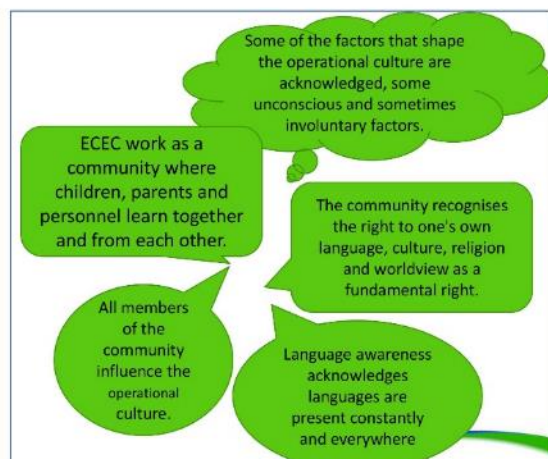 Some of the factors that shape
the operational culture are
acknowledged, some
unconscious and sometimes
involuntary factors.
ECEC work as a
community where
children, parents and
personnel learn together
and from each other.
The community recognises
the right to one's own
language, culture, religion
and worldview as a
fundamental right.
All members
of the
community
influence the
operational
culture.
Language awareness
acknowledges
languages are
present constantly
and everywhere